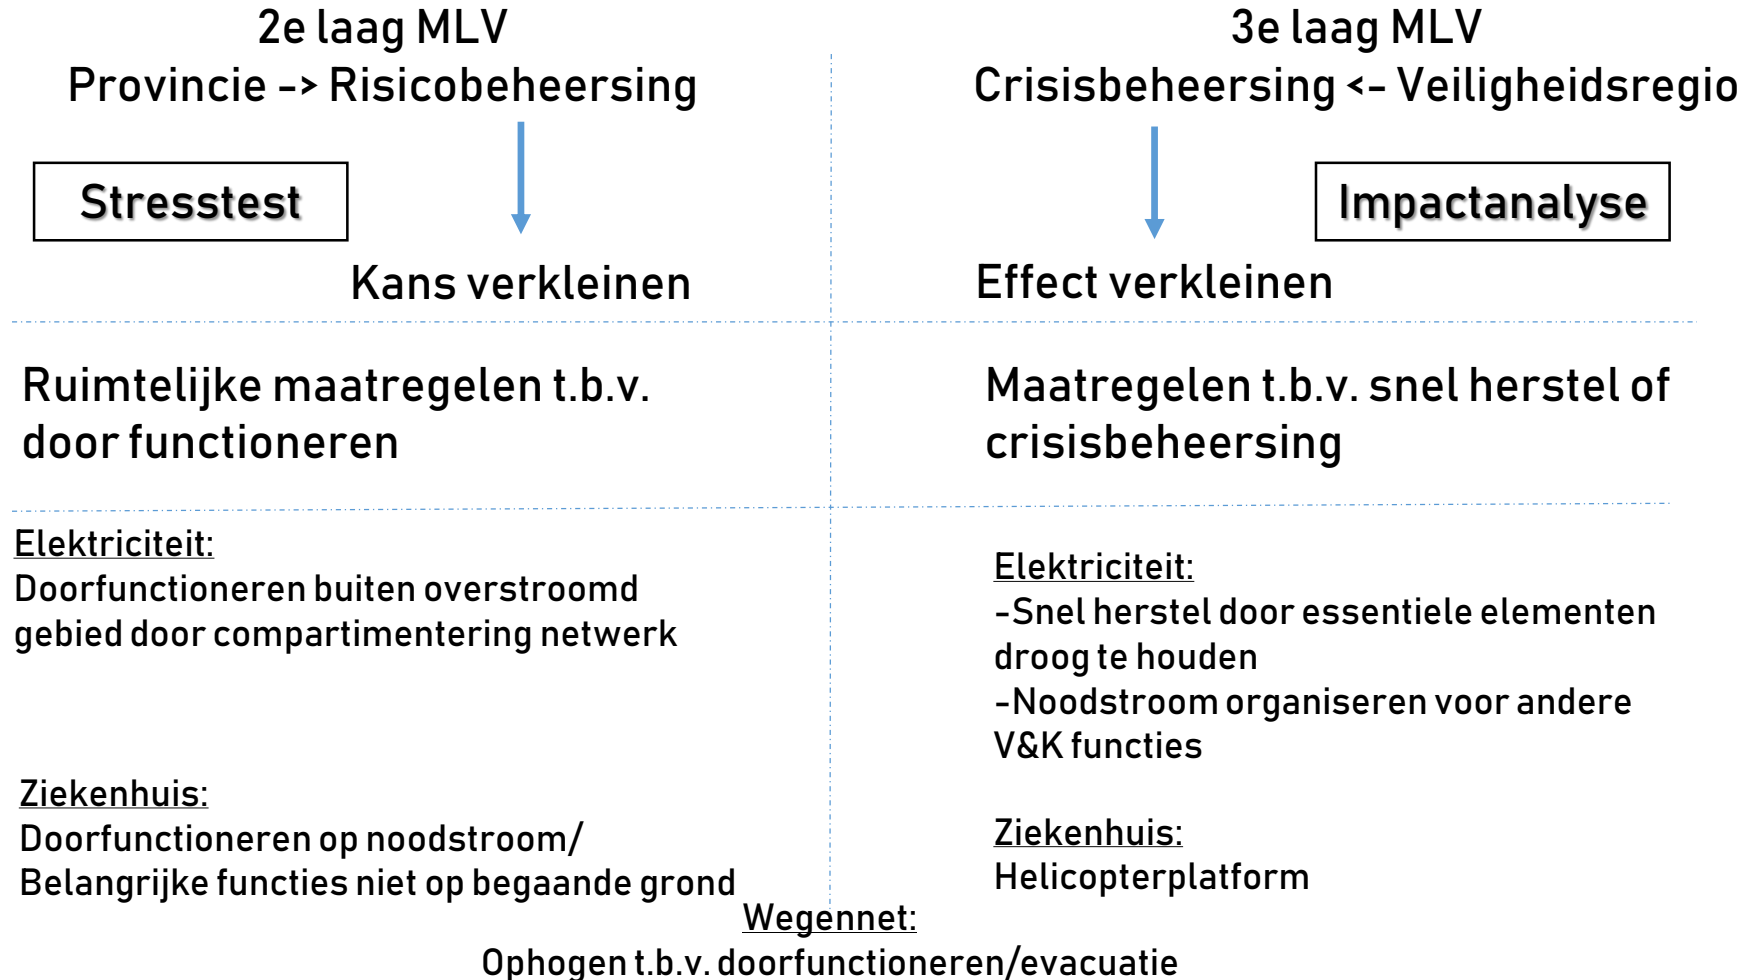 2e laag MLV
Provincie -> Risicobeheersing
Stresstest
Kans verkleinen
3e laag MLV
Crisisbeheersing <- Veiligheidsregio
Impactanalyse
Effect verkleinen
Ruimtelijke maatregelen t.b.v.
door functioneren
Maatregelen t.b.v. snel herstel of
crisisbeheersing
Elektriciteit:
Doorfunctioneren buiten overstroomd
gebied door compartimentering netwerk
Ziekenhuis:
Doorfunctioneren op noodstroom/
Belangrijke functies niet op begaande grond
Elektriciteit:
-Snel herstel door essentiele elementen
droog te houden
-Noodstroom organiseren voor andere
V&K functies
Ziekenhuis:
Helicopterplatform
Wegennet:
Ophogen t.b.v. doorfunctioneren/evacuatie